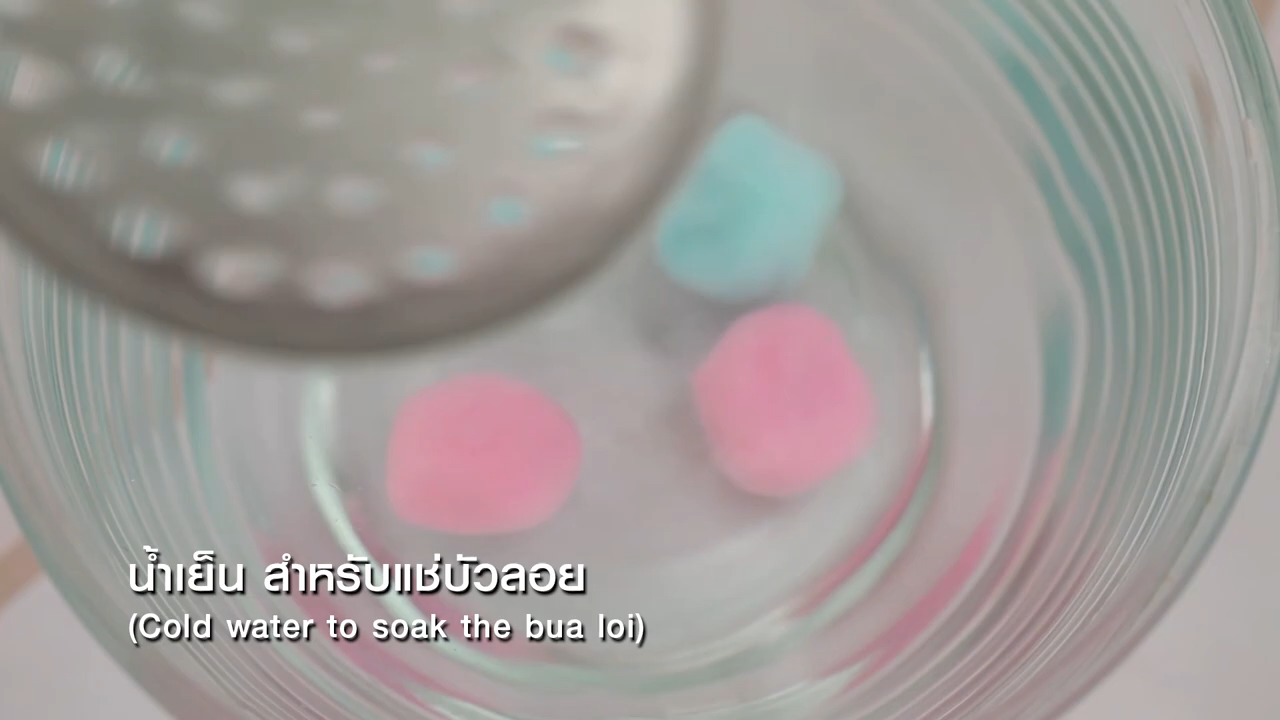 น้ำเย็น สำหรับแช่บัวลอย
(Cold water to soak the bua loi)